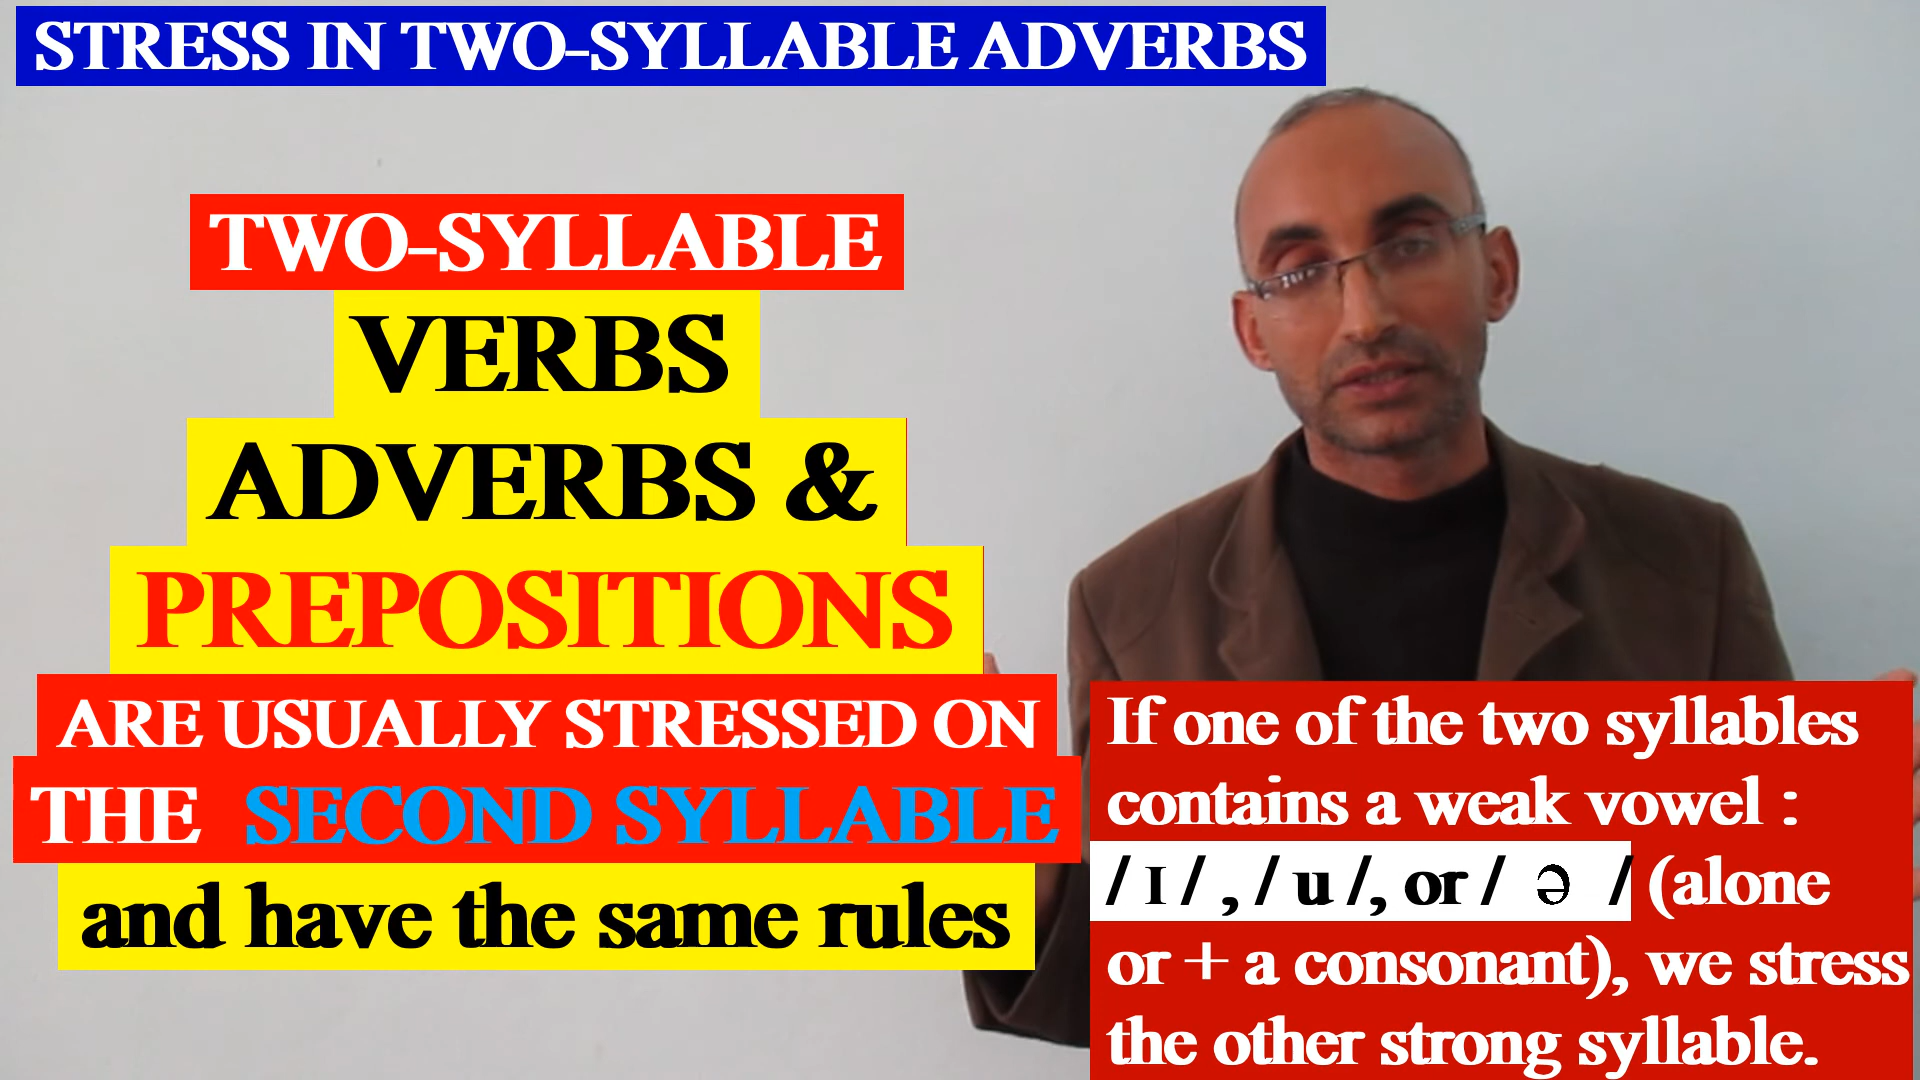 STRESS IN TWO-SYLLABLE ADVERBS
TWO-SYLLABLE
VERBS
ADVERBS &
PREPOSITIONS
ARE USUALLY STRESSED ON
THE SECOND SYLLABLE
and have the same rules
If one of the two syllables
contains a weak vowel :
/ ɪ / , / u /, or / ə / (alone
or + a consonant), we stress
the other strong syllable.